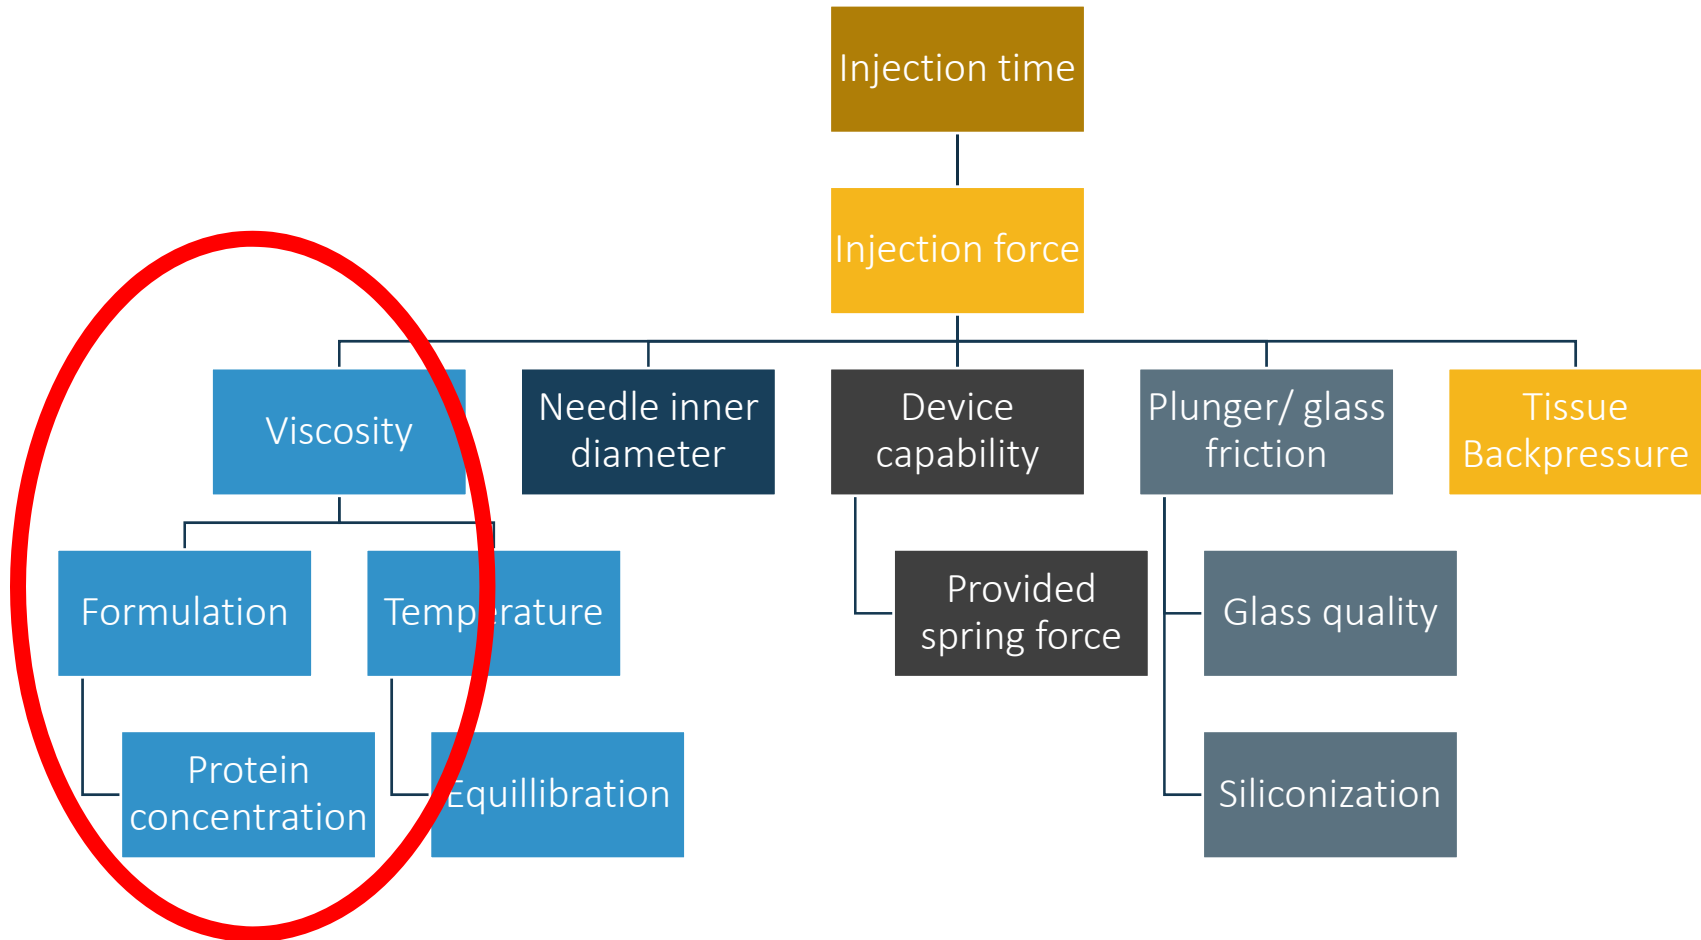 Injection time
Injection force
Viscosity
Needle inner
diameter
Device
capability
Plunger/ glass
friction
Tissue
Backpressure
Formulation
Temperature
Provided
spring force
Glass quality
Protein
concentration
Equillibration
Siliconization